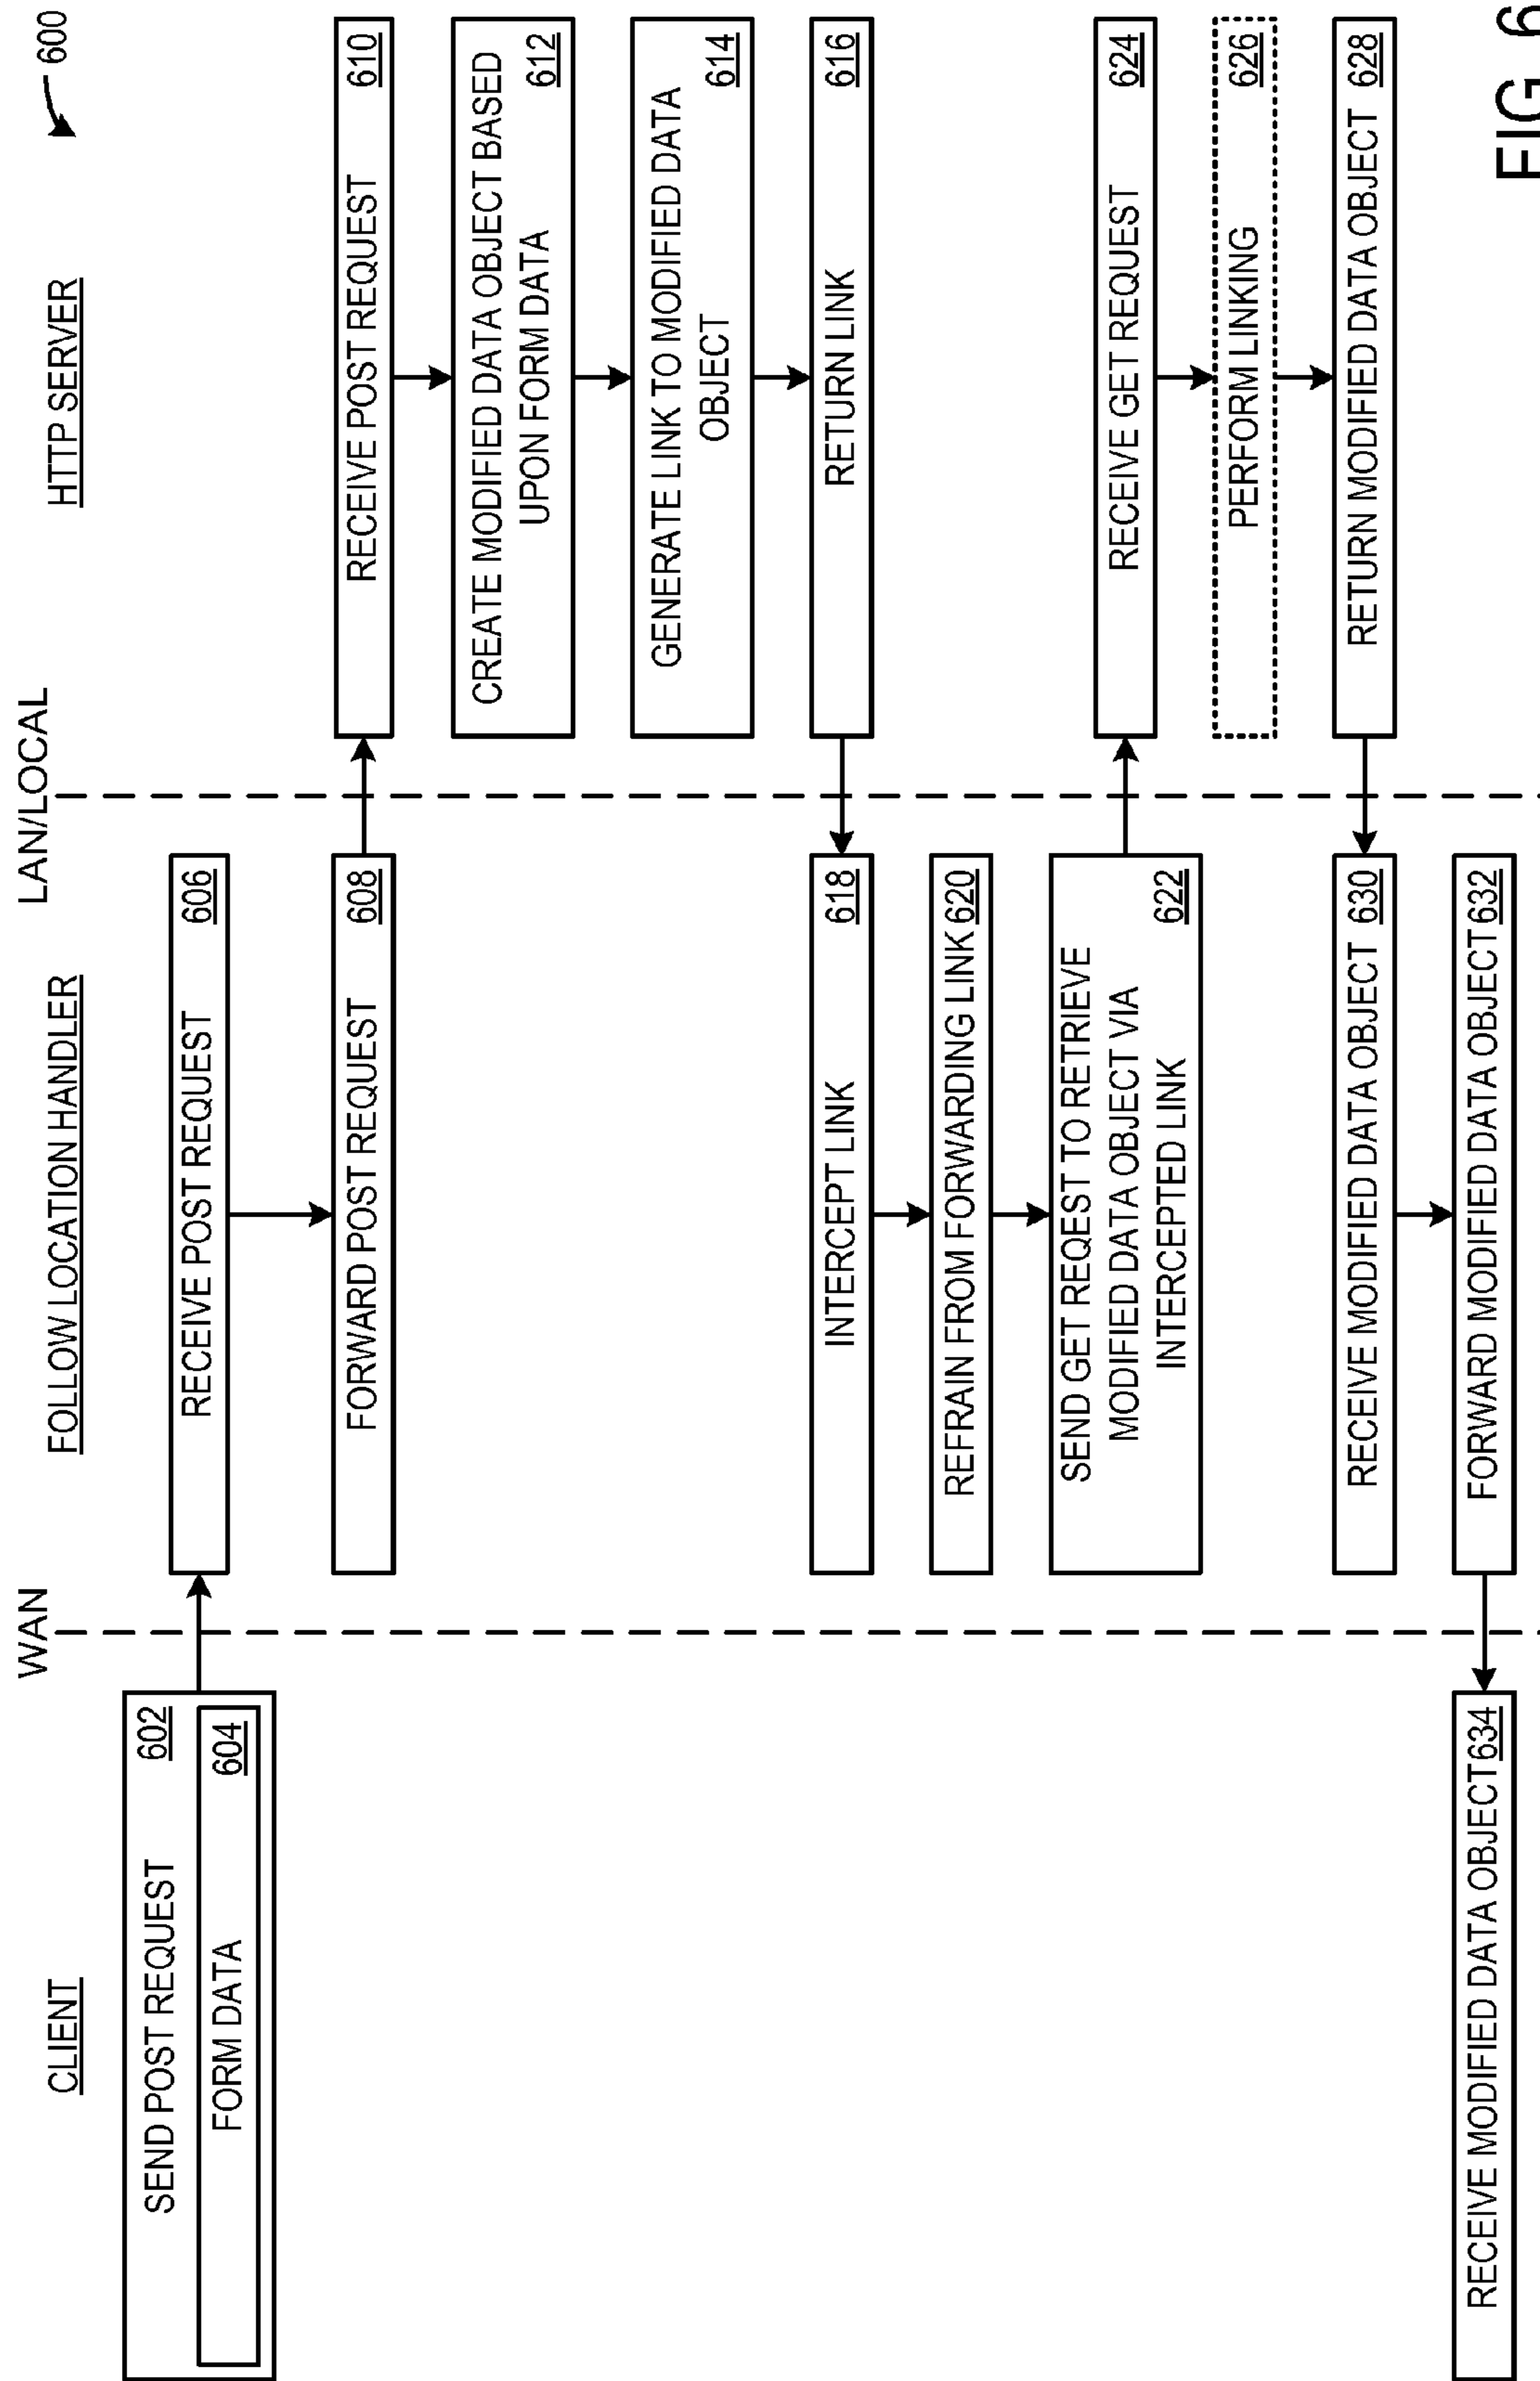 600
WAN
LAN/LOCAL
CLIENT
FOLLOW LOCATION HANDLER
HTTP SERVER
SEND POST REQUEST 602
FORM DATA 604
RECEIVE POST REQUEST 606
FORWARD POST REQUEST 608
RECEIVE POST REQUEST 610
CREATE MODIFIED DATA OBJECT BASED
UPON FORM DATA 612
GENERATE LINK TO MODIFIED DATA
OBJECT 614
RETURN LINK 616
INTERCEPT LINK 618
REFRAIN FROM FORWARDING LINK 620
SEND GET REQEST TO RETRIEVE
MODIFIED DATA OBJECT VIA
INTERCEPTED LINK 622
RECEIVE GET REQUEST 624
PERFORM LINKING 626
RETURN MODIFIED DATA OBJECT 628
RECEIVE MODIFIED DATA OBJECT 630
FORWARD MODIFIED DATA OBJECT 632
RECEIVE MODIFIED DATA OBJECT 634
FIG. 6